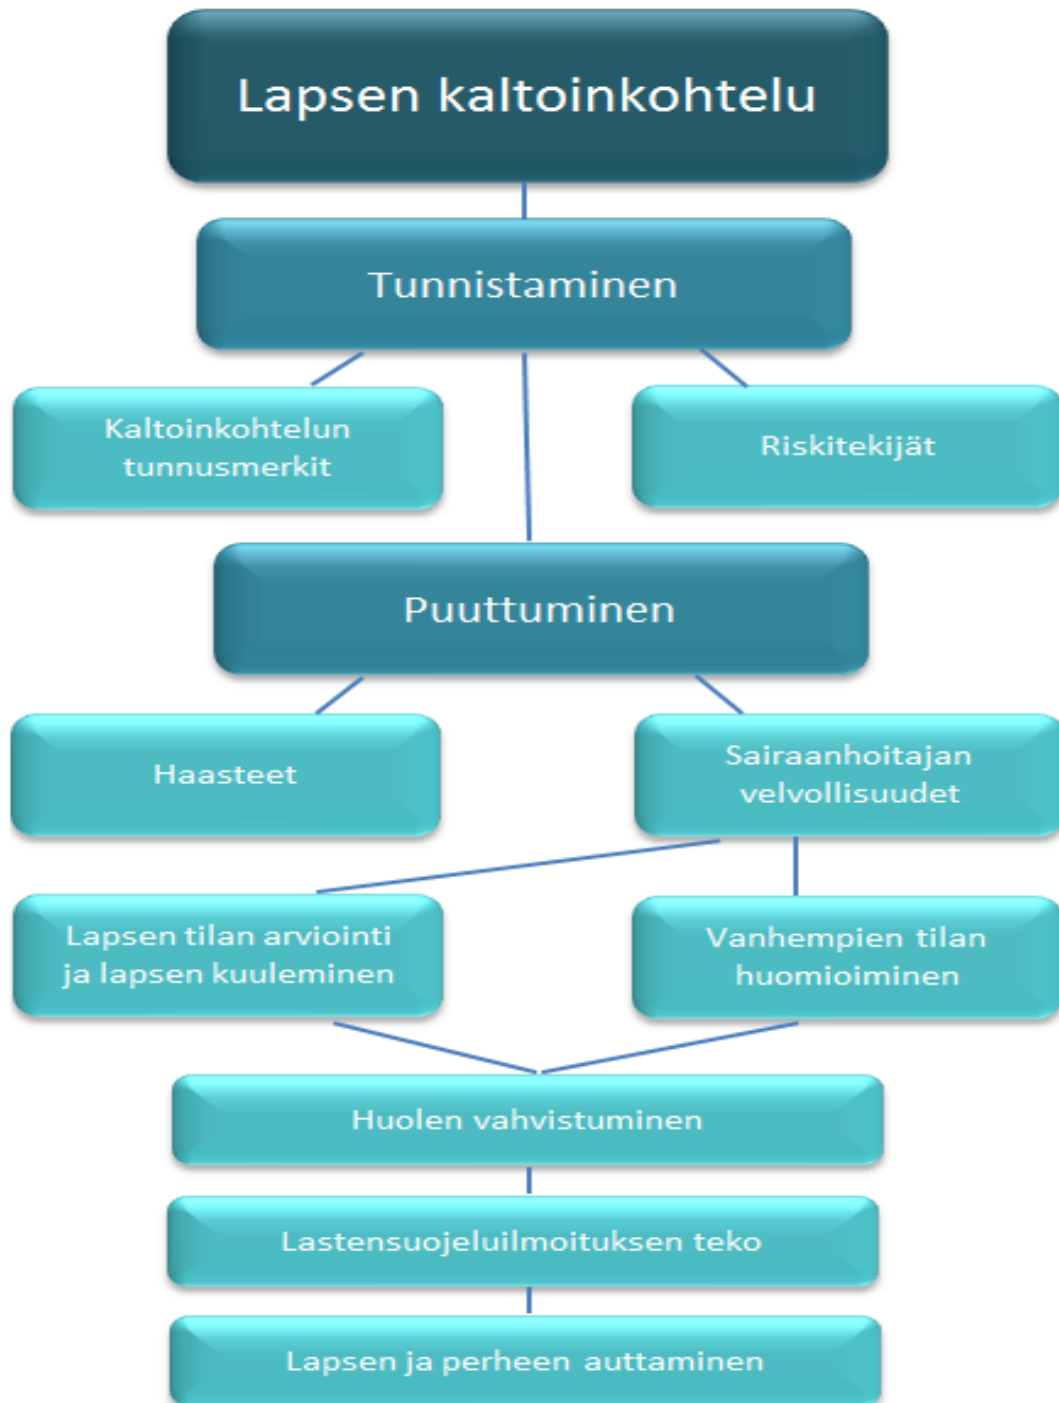 Lapsen kaltoinkohtelu
Tunnistaminen
Kaltoinkohtelun
tunnusmerkit
Riskitekijät
Puuttuminen
Haasteet
Sairaanhoitajan
velvollisuudet
Lapsen tilan arviointi
ja lapsen kuuleminen
Vanhempien tilan
huomioiminen
Huolen vahvistuminen
Lastensuojeluilmoituksen teko
Lapsen ja perheen auttaminen